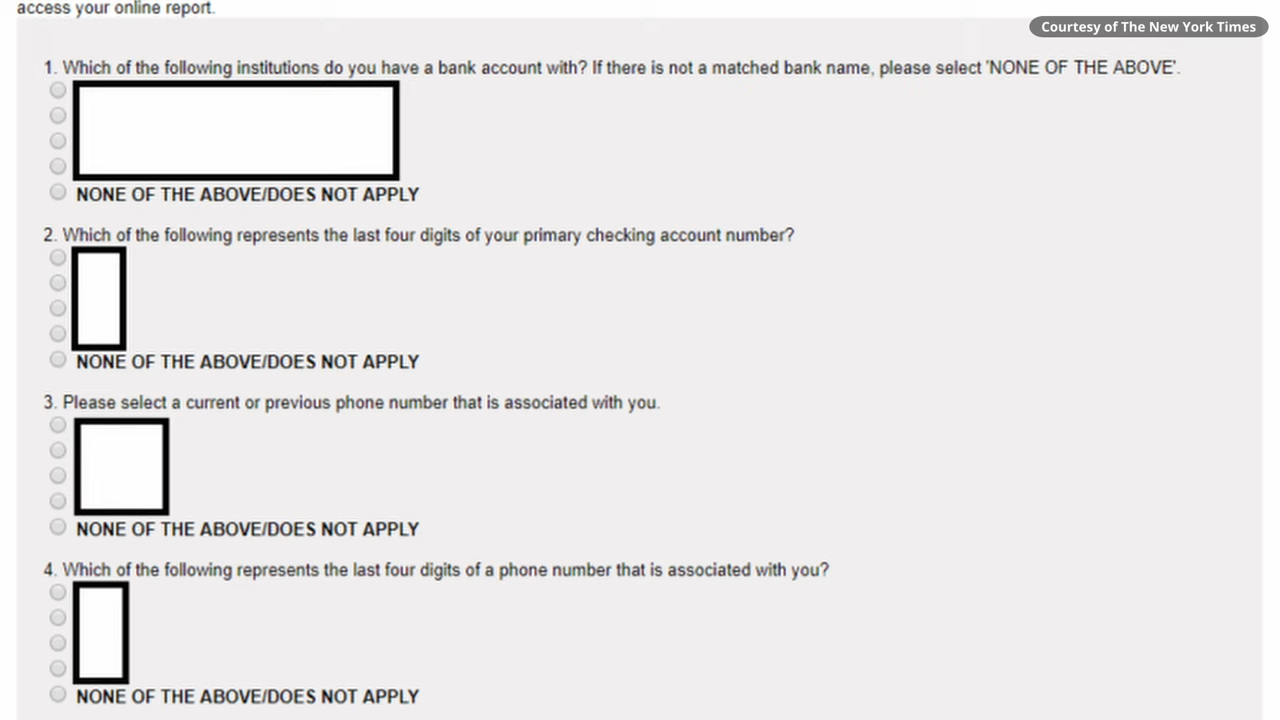 access your online report.
Courtesy of The New York Times
1. Which of the following institutions do you have a bank account with? If there is not a matched bank name, please select 'NONE OF THE ABOVE'.
NONE OF THE ABOVE/DOES NOT APPLY
2. Which of the following represents the last four digits of your primary checking account number?
NONE OF THE ABOVE/DOES NOT APPLY
3. Please select a current or previous phone number that is associated with you.
NONE OF THE ABOVE/DOES NOT APPLY
4. Which of the following represents the last four digits of a phone number that is associated with you?
NONE OF THE ABOVE/DOES NOT APPLY